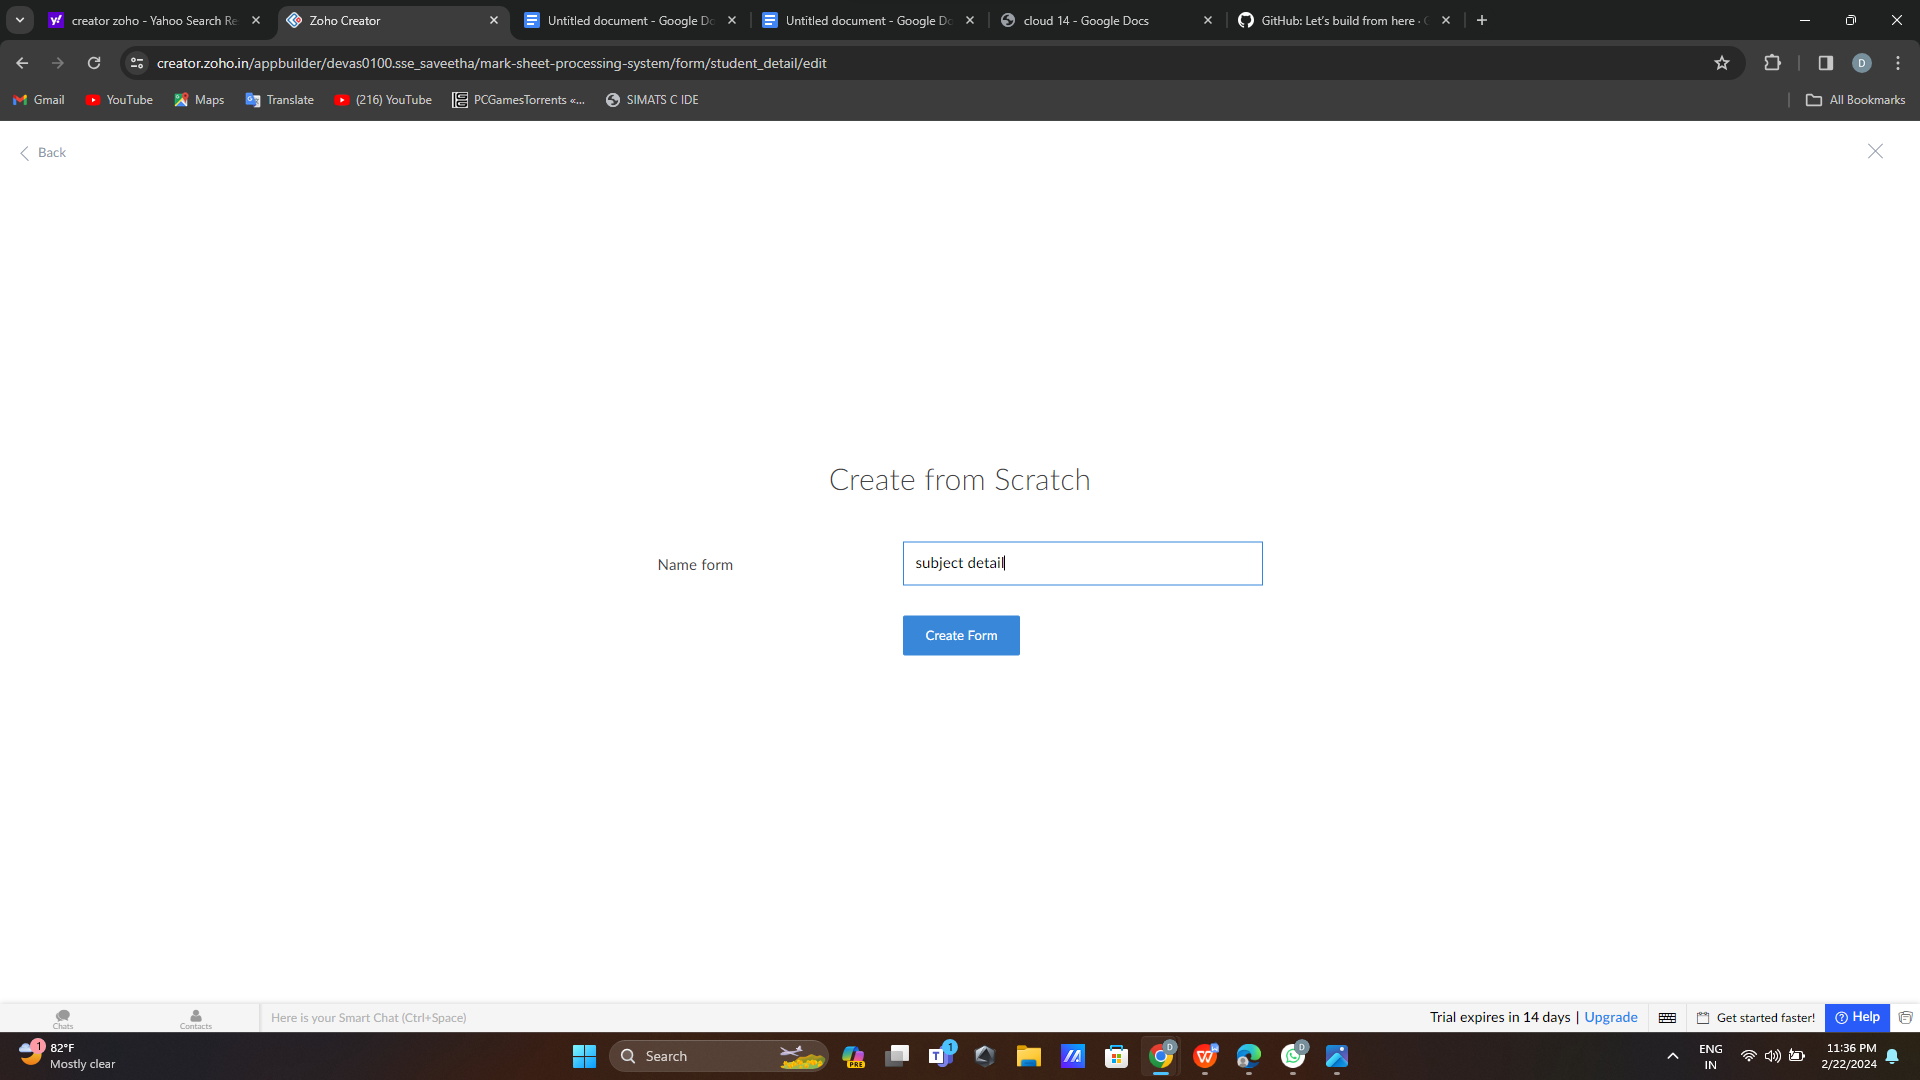 creator zoho - Yahoo Search Re
Zoho Creator
Untitled document - Google Do
Untitled document - Google Do
cloud 14 - Google Docs
GitHub: Let's build from here ·
creator.zoho.in/appbuilder/devas0100.sse_saveetha/mark-sheet-processing-system/form/student_detail/edit
D
Gmail
YouTube
Maps
Translate
(216) YouTube
PCGamesTorrents «...
SIMATS C IDE
All Bookmarks
Back
Create from Scratch
Name form
subject detail
Create Form
Chats
Contacts
Here is your Smart Chat (Ctrl+Space)
Trial expires in 14 days | Upgrade
Get started faster!
Help
1
82°F
Mostly clear
Search
PRE
1
D
D
ENG
IN
11:36 PM
2/22/2024